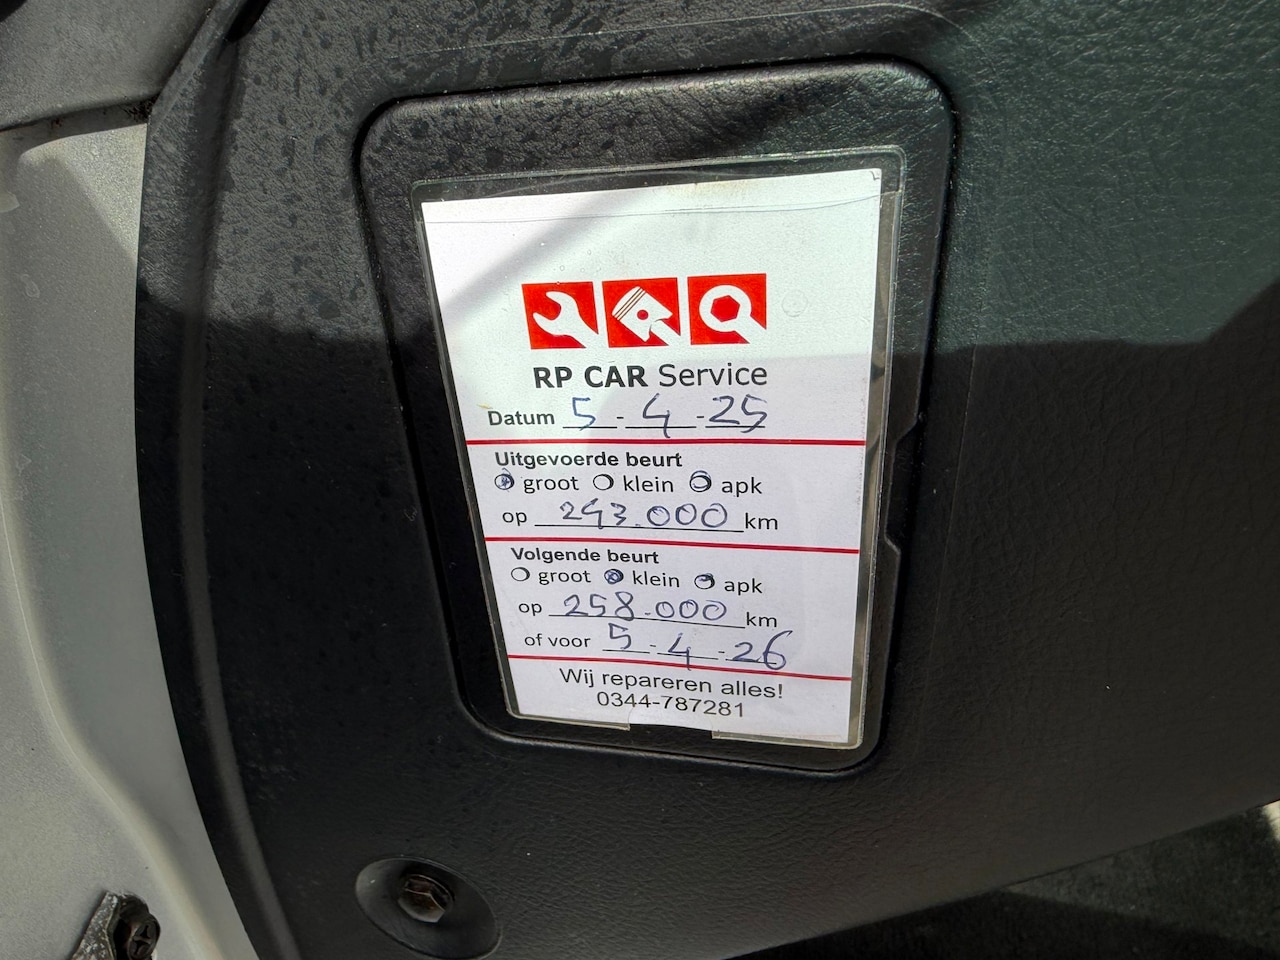 RP CAR Service
Datum 5-4-25
Uitgevoerde beurt
groot klein apk
op 243.000 km
Volgende beurt
groot klein apk
op 258.000 km
of voor 5-4-26
Wij repareren alles!
0344-787281